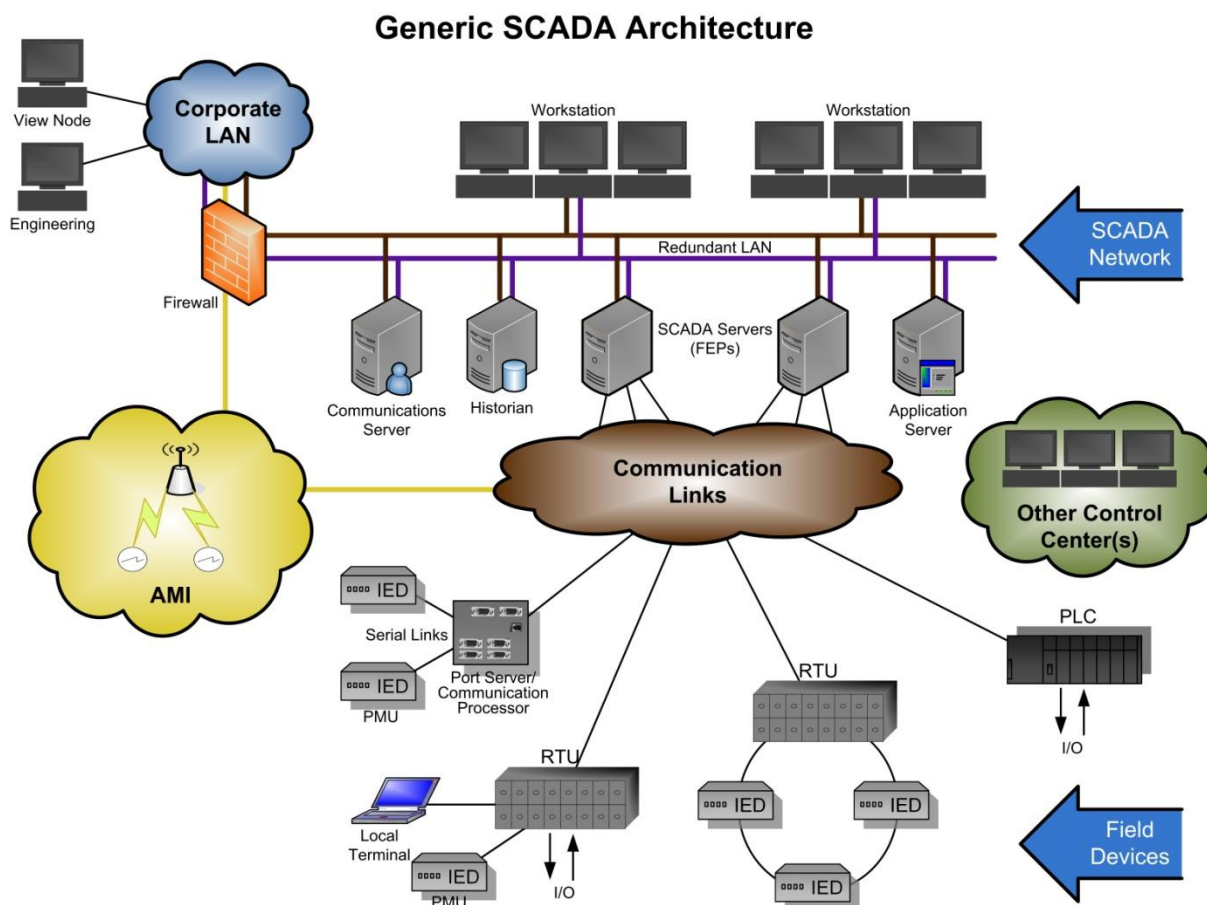 Generic SCADA Architecture
Corporate
LAN
View Node
Engineering
Workstation
Workstation
Redundant LAN
SCADA
Network
Firewall
SCADA Servers
(FEPs)
Communications
Server
Historian
Application
Server
Communication
Links
Other Control
Center(s)
AMI
IED
Serial Links
IED
PMU
Port Server/
Communication
Processor
PLC
I/O
RTU
RTU
IED
IED
IED
Local
Terminal
IED
PMU
I/O
Field
Devices